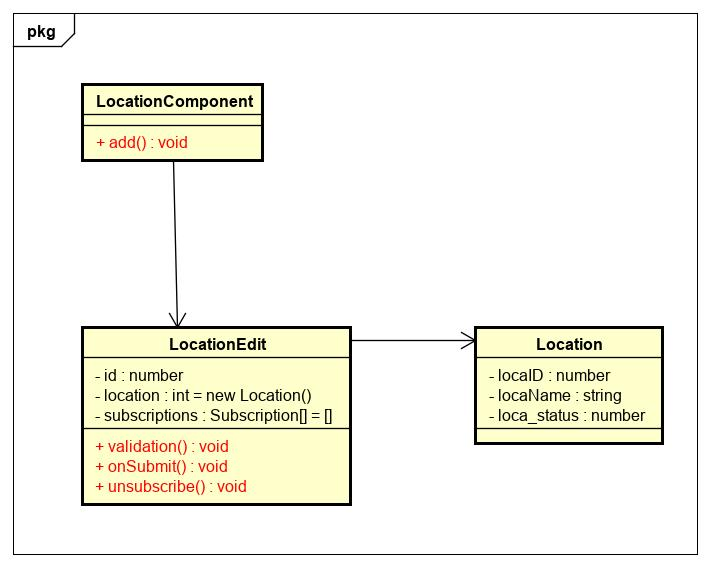 pkg
LocationComponent
+ add() : void
LocationEdit
- id : number
- location : int = new Location()
- subscriptions : Subscription[] = []
+ validation() : void
+ onSubmit() : void
+ unsubscribe() : void
Location
- locaID : number
- locaName : string
- loca_status : number